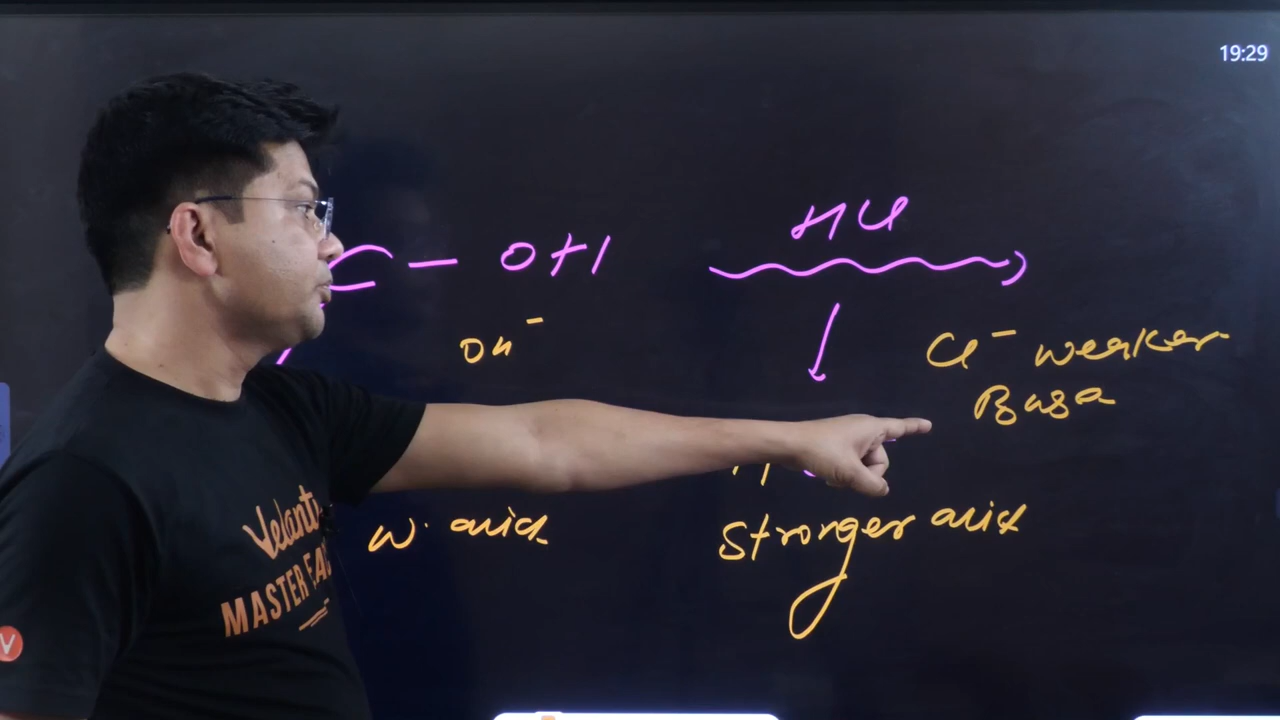 19:29
HCl
C - OH
OH⁻
Cl⁻ weaker
Base
w. acid
Stronger acid
Vedantu
MASTER
V